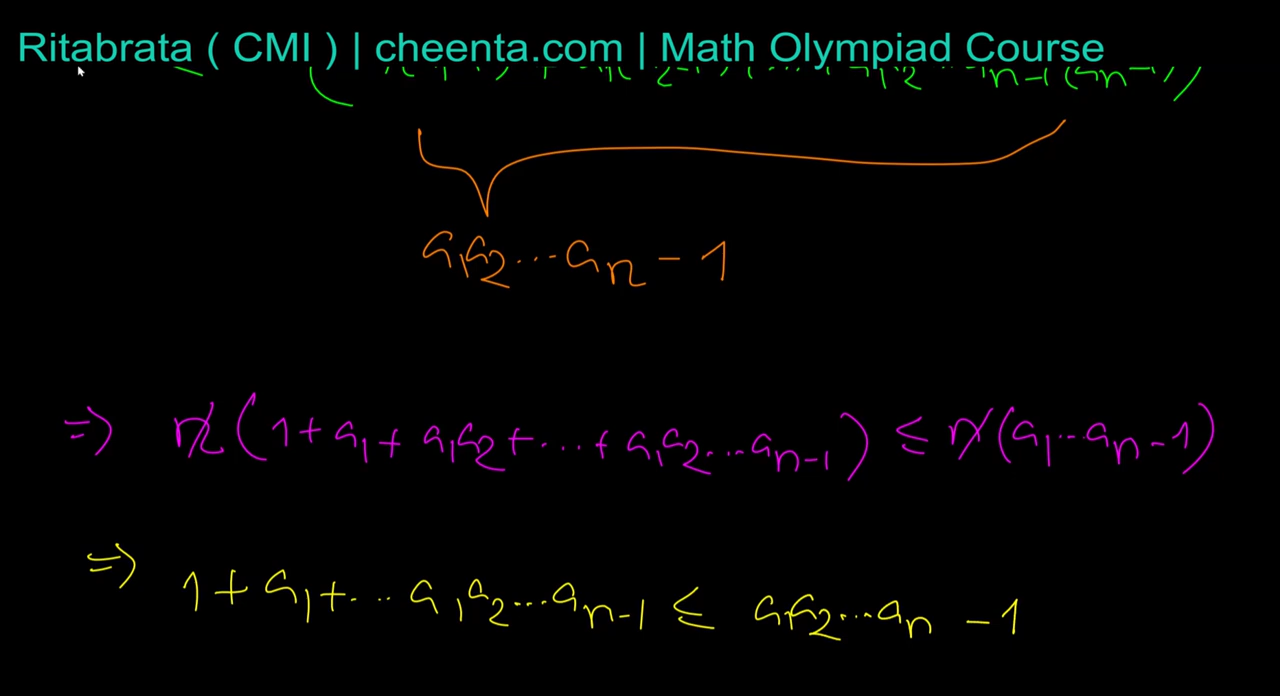 Ritabrata ( CMI ) | cheenta.com | Math Olympiad Course
a₁a₂...aₙ - 1
=> n(1+a₁+a₁a₂+...+a₁a₂...aₙ₋₁) ≤ n(a₁...aₙ-1)
=> 1+a₁+...a₁a₂...aₙ₋₁ ≤ a₁a₂...aₙ - 1